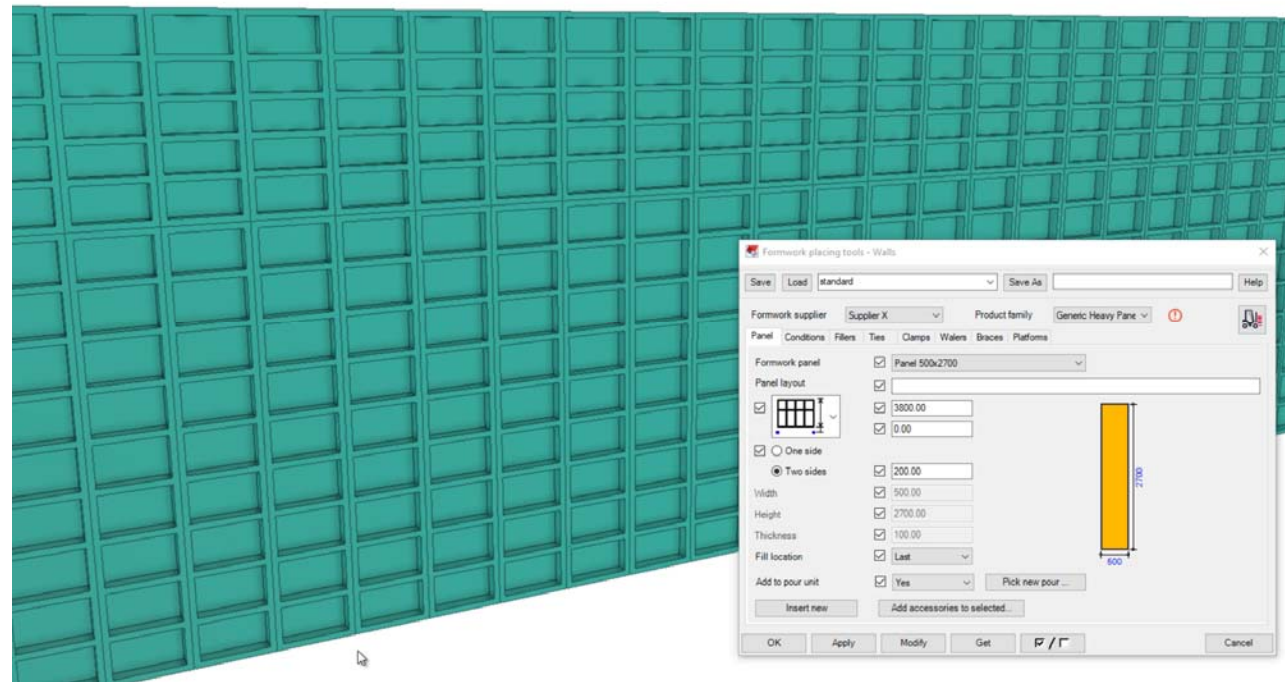 Formwork placing tools - Walls
Save Load standard Save As Help
Formwork supplier Supplier X Product family Generic Heavy Pane
Panel Conditions Fillers Ties Clamps Walers Braces Platforms
Formwork panel Panel 500x2700
Panel layout
3800.00
0.00
One side
Two sides 200.00
Width 500.00
Height 2700.00
Thickness 100.00
Fill location Last
Add to pour unit Yes Pick new pour ...
Insert new Add accessories to selected...
2700
600
OK Apply Modify Get / Cancel